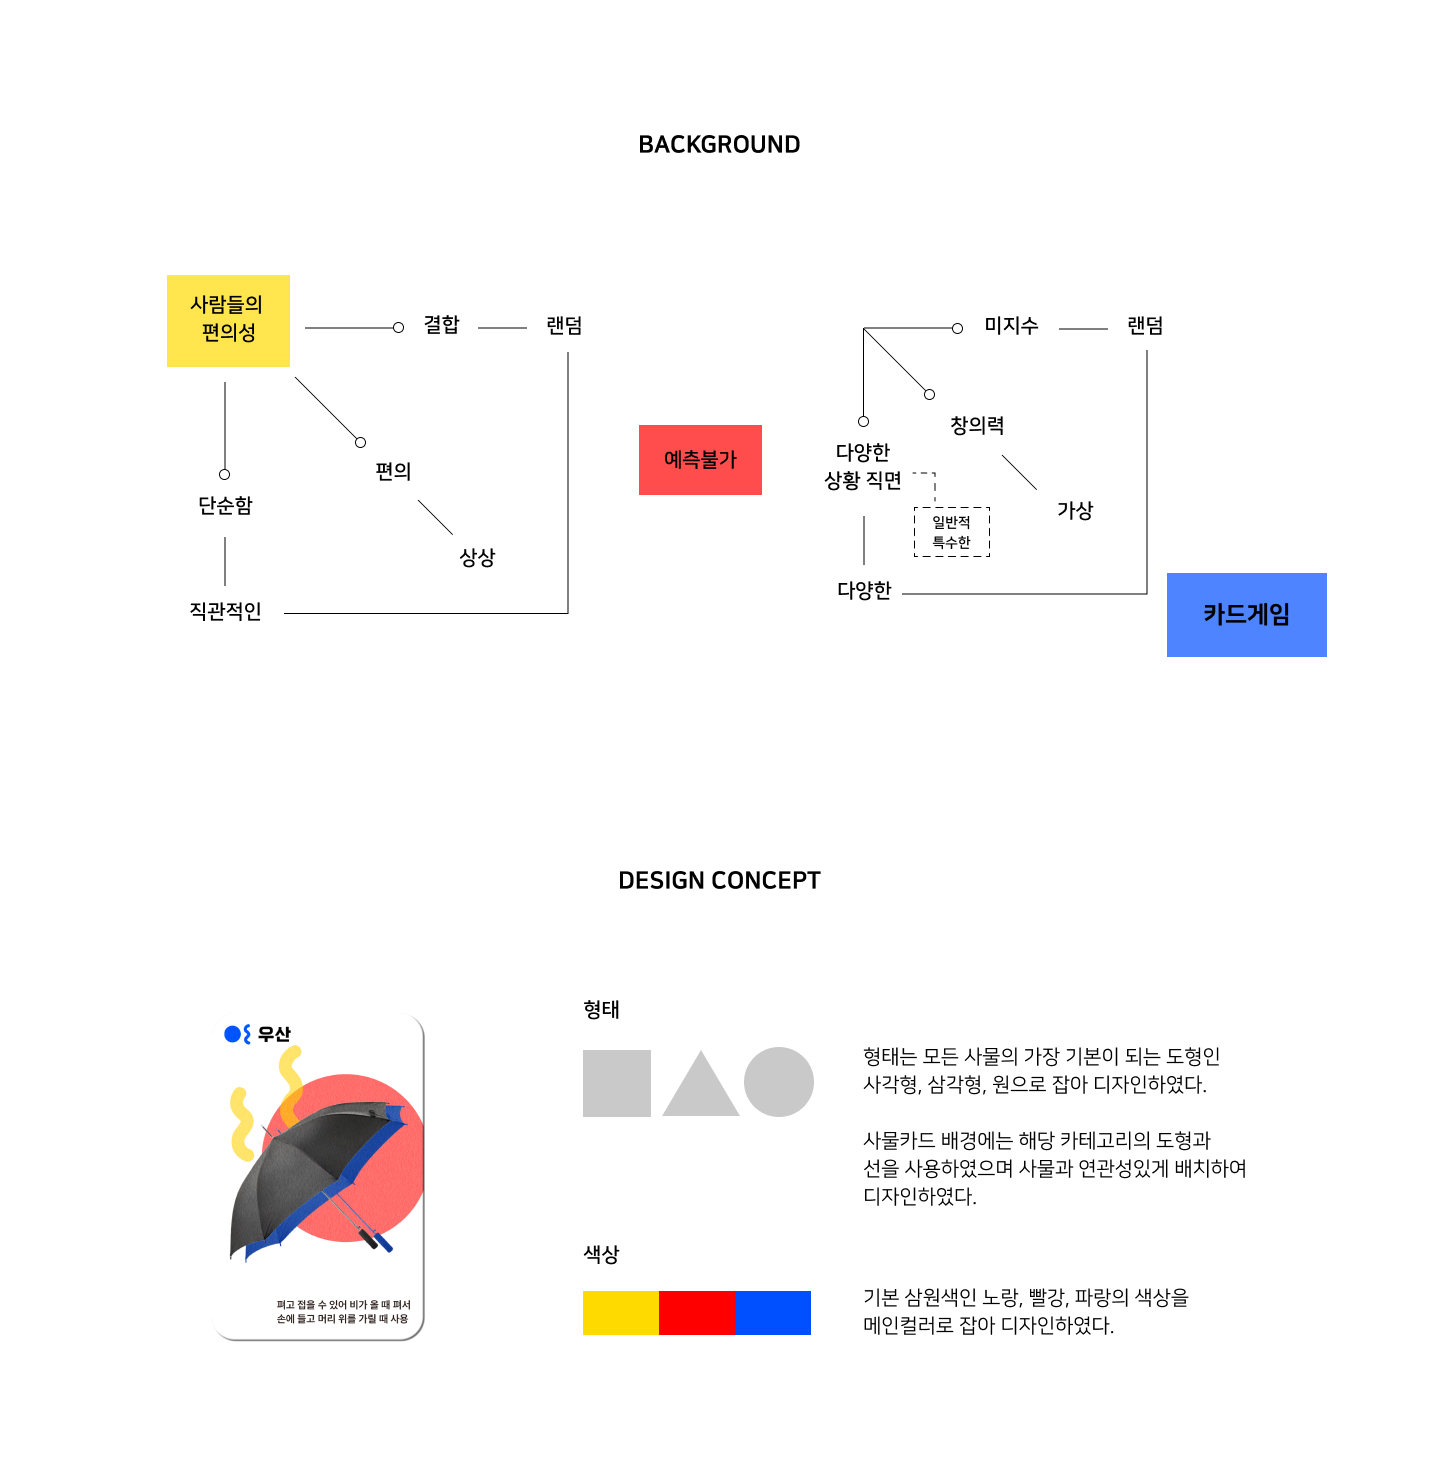 BACKGROUND
사람들의
편의성
결합
랜덤
편의
상상
단순함
직관적인
예측불가
미지수
랜덤
창의력
가상
다양한
상황 직면
일반적
특수한
다양한
카드게임
DESIGN CONCEPT
우산
펴고 접을 수 있어 비가 올 때 펴서
손에 들고 머리 위를 가릴 때 사용
형태
형태는 모든 사물의 가장 기본이 되는 도형인
사각형, 삼각형, 원으로 잡아 디자인하였다.
사물카드 배경에는 해당 카테고리의 도형과
선을 사용하였으며 사물과 연관성있게 배치하여
디자인하였다.
색상
기본 삼원색인 노랑, 빨강, 파랑의 색상을
메인컬러로 잡아 디자인하였다.